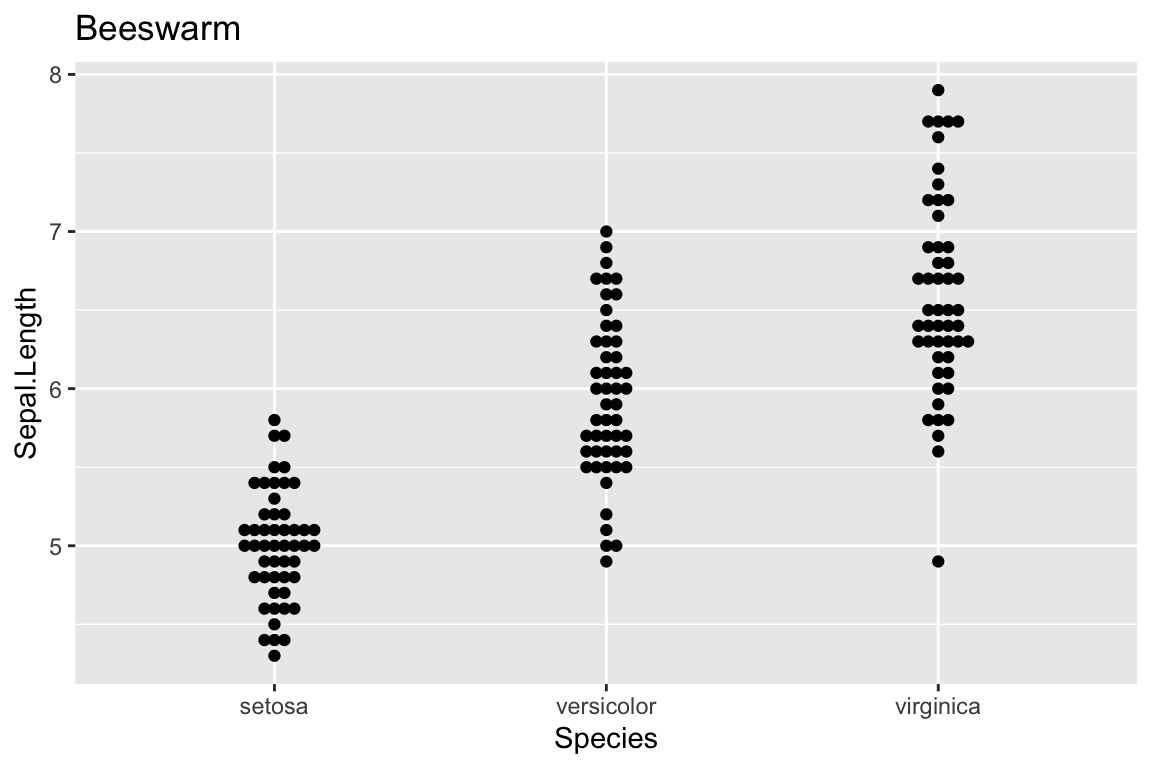 Beeswarm
8
7
6
5
Sepal.Length
setosa
versicolor
virginica
Species